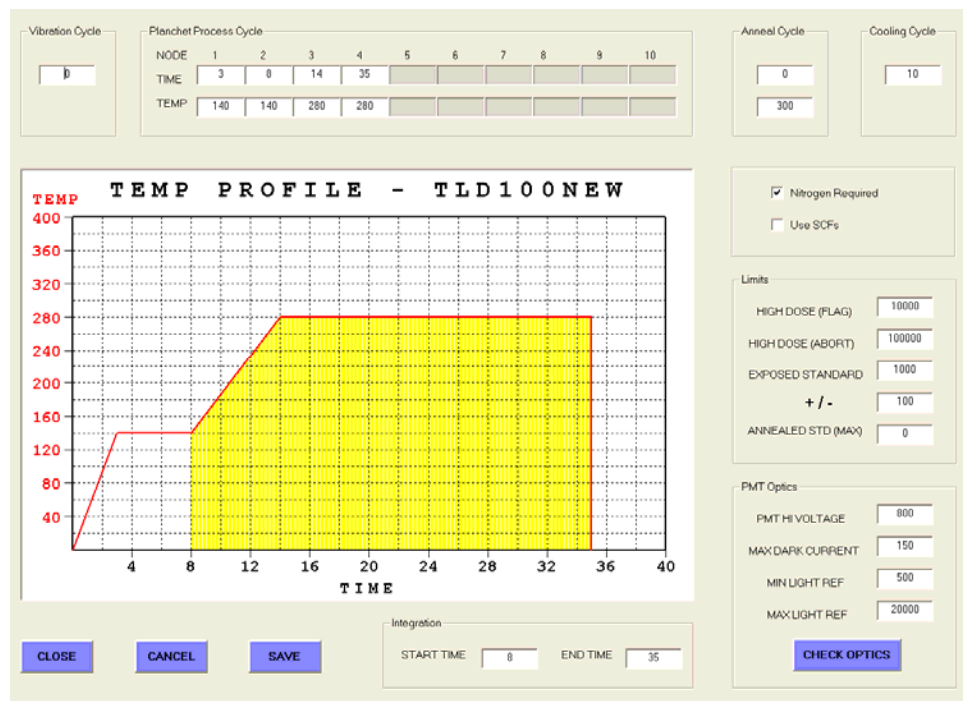 Vibration Cycle
0
Planchet Process Cycle
NODE 1 2 3 4 5 6 7 8 9 10
TIME 3 8 14 35
TEMP 140 140 280 280
Anneal Cycle
0
300
Cooling Cycle
10
TEMP PROFILE - TLD100NEW
TEMP
400
360
320
280
240
200
160
120
80
40
4 8 12 16 20 24 28 32 36 40
TIME
Nitrogen Required
Use SCFs
Limits
HIGH DOSE (FLAG) 10000
HIGH DOSE (ABORT) 100000
EXPOSED STANDARD 1000
+ / - 100
ANNEALED STD (MAX) 0
PMT Optics
PMT HI VOLTAGE 800
MAX DARK CURRENT 150
MIN LIGHT REF 500
MAX LIGHT REF 20000
CHECK OPTICS
Integration
START TIME 8 END TIME 35
CLOSE CANCEL SAVE